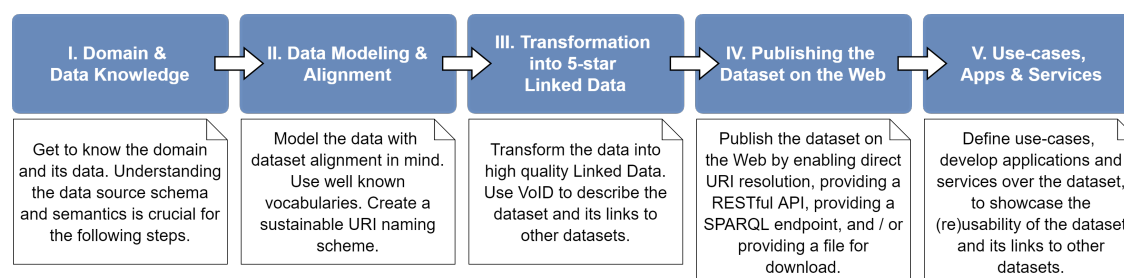 I. Domain &
Data Knowledge
II. Data Modeling &
Alignment
III. Transformation
into 5-star
Linked Data
IV. Publishing the
Dataset on the Web
V. Use-cases,
Apps & Services
Get to know the domain
and its data. Understanding
the data source schema
and semantics is crucial for
the following steps.
Model the data with
dataset alignment in mind.
Use well known
vocabularies. Create a
sustainable URI naming
scheme.
Transform the data into
high quality Linked Data.
Use VoID to describe the
dataset and its links to
other datasets.
Publish the dataset on
the Web by enabling direct
URI resolution, providing a
RESTful API, providing a
SPARQL endpoint, and / or
providing a file for
download.
Define use-cases,
develop applications and
services over the dataset,
to showcase the
(re)usability of the dataset
and its links to other
datasets.